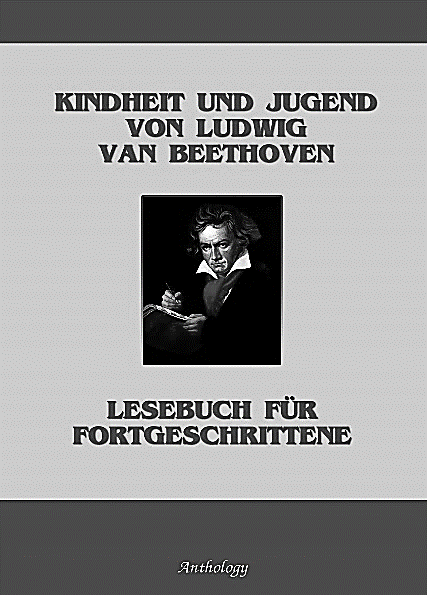 KINDHEIT UND JUGEND
VON LUDWIG
VAN BEETHOVEN
LESEBUCH FÜR
FORTGESCHRITTENE
Anthology